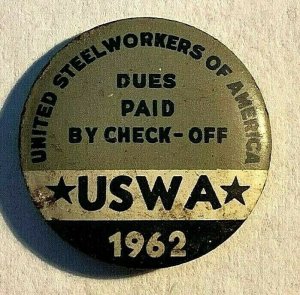 UNITED STEELWORKERS OF AMERICA
DUES
PAID
BY CHECK-OFF
★USWA★
1962